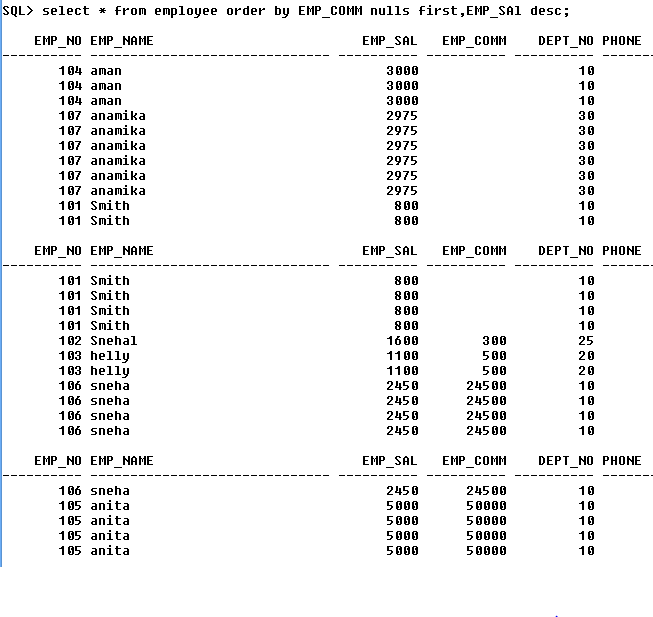 SQL> select * from employee order by EMP_COMM nulls first,EMP_SAl desc;
EMP_NO EMP_NAME EMP_SAL EMP_COMM DEPT_NO PHONE
104 aman 3000 10
104 aman 3000 10
104 aman 3000 10
107 anamika 2975 30
107 anamika 2975 30
107 anamika 2975 30
107 anamika 2975 30
107 anamika 2975 30
107 anamika 2975 30
101 Smith 800 10
101 Smith 800 10
EMP_NO EMP_NAME EMP_SAL EMP_COMM DEPT_NO PHONE
101 Smith 800 10
101 Smith 800 10
101 Smith 800 10
101 Smith 800 10
102 Snehal 1600 300 25
103 helly 1100 500 20
103 helly 1100 500 20
106 sneha 2450 24500 10
106 sneha 2450 24500 10
106 sneha 2450 24500 10
106 sneha 2450 24500 10
EMP_NO EMP_NAME EMP_SAL EMP_COMM DEPT_NO PHONE
106 sneha 2450 24500 10
105 anita 5000 50000 10
105 anita 5000 50000 10
105 anita 5000 50000 10
105 anita 5000 50000 10